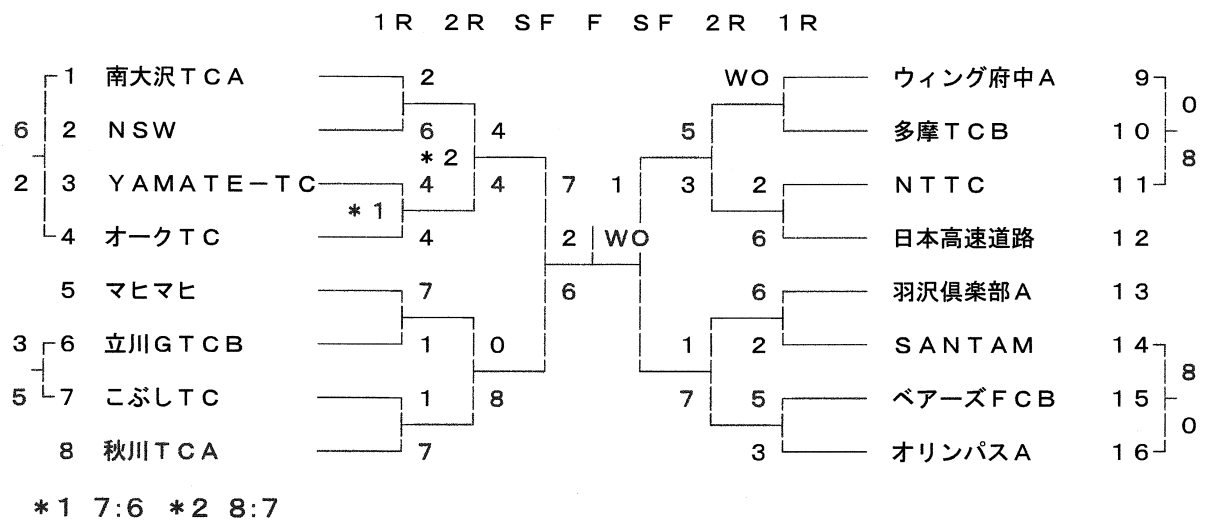 1R 2R SF F SF 2R 1R
1 南大沢TCA 2 WO ウィング府中A 9
0
6 2 NSW 6 4 5 多摩TCB 10
*2 8
2 3 YAMATE-TC 4 4 7 1 3 2 NTTC 11
*1
4 オークTC 4 2 WO 6 日本高速道路 12
5 マヒマヒ 7 6 6 羽沢倶楽部A 13
3 6 立川GTCB 1 0 1 2 SANTAM 14
8
5 7 こぶしTC 1 8 7 5 ベアーズFCB 15
0
8 秋川TCA 7 3 オリンパスA 16
*1 7:6 *2 8:7